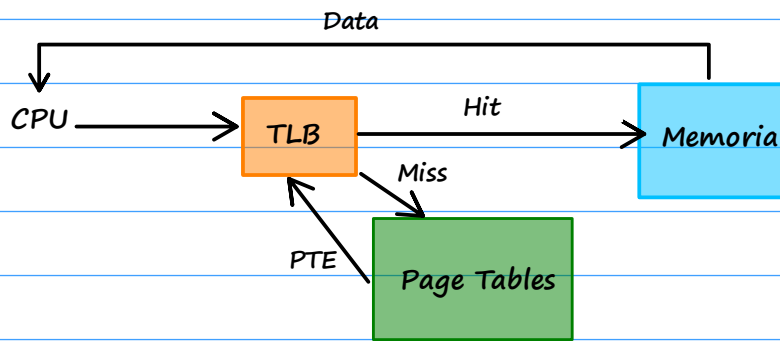 Data
CPU
TLB
Hit
Memoria
Miss
PTE
Page Tables